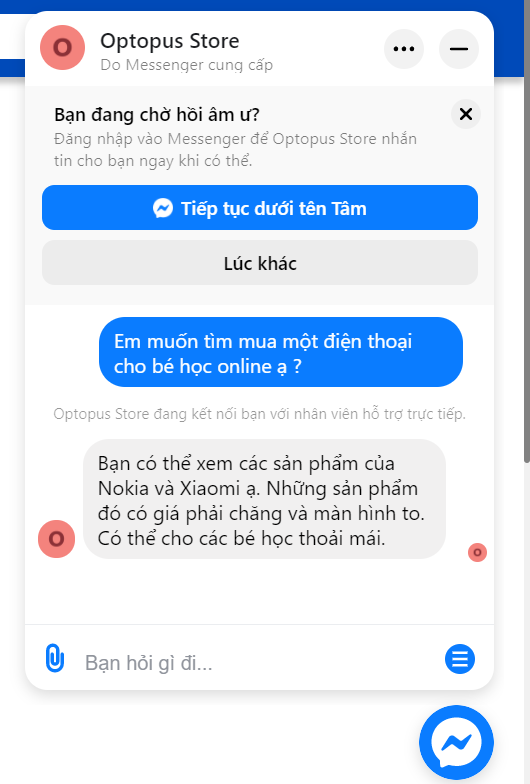 O
Optopus Store
Do Messenger cung cấp
Bạn đang chờ hồi âm ư?
Đăng nhập vào Messenger để Optopus Store nhắn
tin cho bạn ngay khi có thể.
Tiếp tục dưới tên Tâm
Lúc khác
Em muốn tìm mua một điện thoại
cho bé học online ạ ?
Optopus Store đang kết nối bạn với nhân viên hỗ trợ trực tiếp.
Bạn có thể xem các sản phẩm của
Nokia và Xiaomi ạ. Những sản phẩm
đó có giá phải chăng và màn hình to.
Có thể cho các bé học thoải mái.
O
O
Bạn hỏi gì đi...